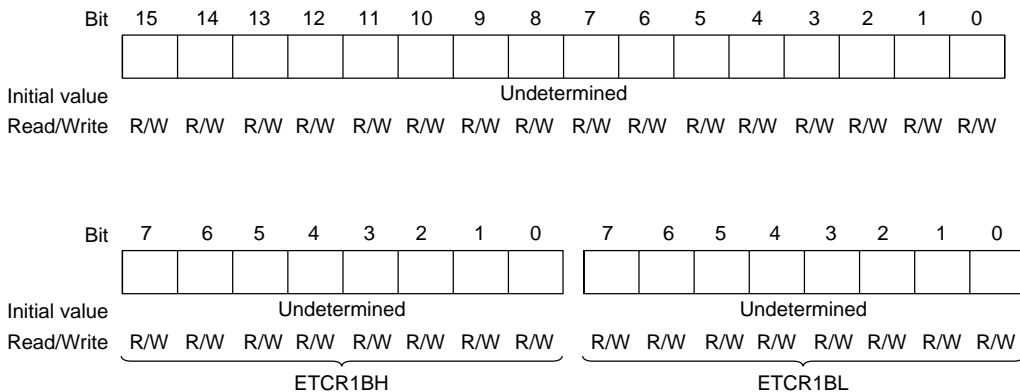 Bit 15 14 13 12 11 10 9 8 7 6 5 4 3 2 1 0
Initial value Undetermined
Read/Write R/W R/W R/W R/W R/W R/W R/W R/W R/W R/W R/W R/W R/W R/W R/W R/W
Bit 7 6 5 4 3 2 1 0 7 6 5 4 3 2 1 0
Initial value Undetermined Undetermined
Read/Write R/W R/W R/W R/W R/W R/W R/W R/W R/W R/W R/W R/W R/W R/W R/W R/W
ETCR1BH ETCR1BL